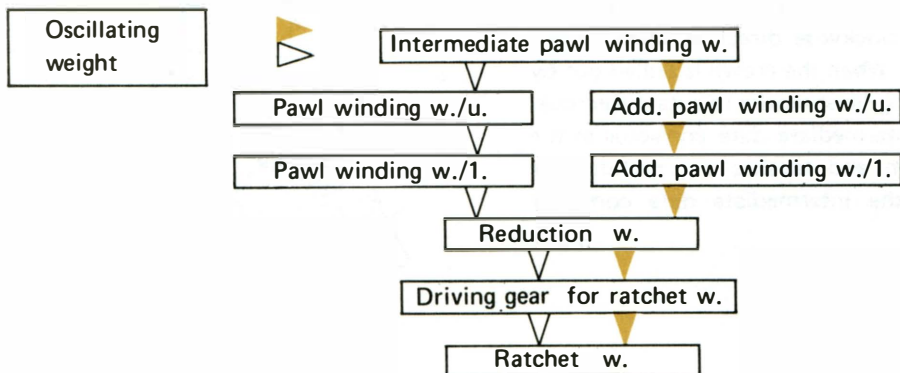 Oscillating
weight
Intermediate pawl winding w.
Pawl winding w./u.
Add. pawl winding w./u.
Pawl winding w./1.
Add. pawl winding w./1.
Reduction w.
Driving gear for ratchet w.
Ratchet w.